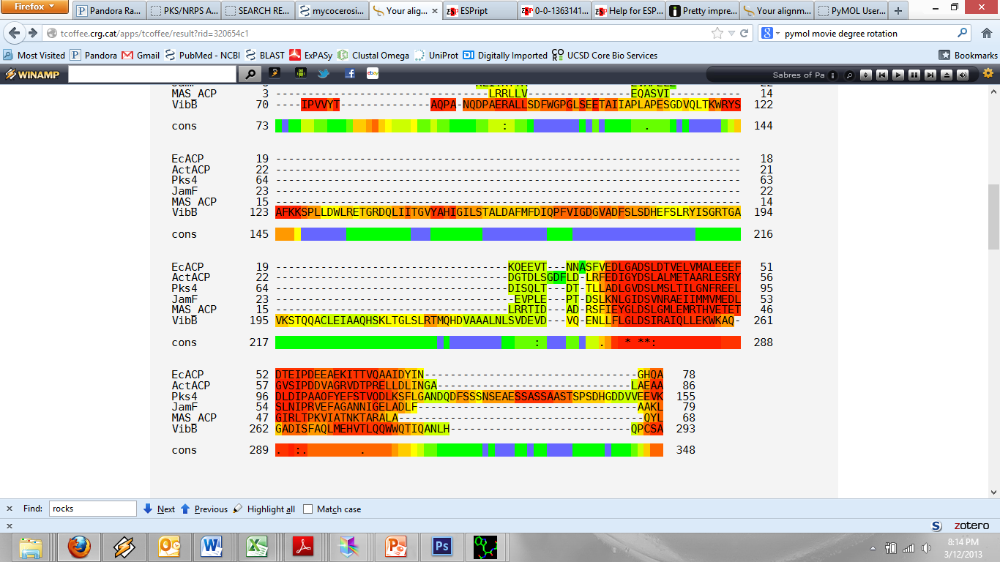 Firefox
Pandora Ra...
PKS/NRPS A...
SEARCH RE...
mycocerosi...
Your alig...
ESPript
0-0-1363141...
Help for ESP...
Pretty impre...
Your alignm...
PyMOL User...
tcoffee.crg.cat/apps/tcoffee/result?rid=320654c1
pymol movie degree rotation
Most Visited Pandora Gmail PubMed - NCBI BLAST ExPASy Clustal Omega UniProt Digitally Imported UCSD Core Bio Services Bookmarks
WINAMP Sabres of Pa
MAS_ACP 3 ---------------------------------LRRLLV----------------EQASVI----------- 14
VibB 70 ----IPVVYT--------------AQPA-NQDPAERALLSDFWGPGLSEETAIIAPLAPESGDVQLTKWRYS 122
cons 73 : . 144
EcACP 19 ------------------------------------------------------------------------ 18
ActACP 22 ------------------------------------------------------------------------ 21
Pks4 64 ------------------------------------------------------------------------ 63
JamF 23 ------------------------------------------------------------------------ 22
MAS_ACP 15 ------------------------------------------------------------------------ 14
VibB 123 AFKKSPLLDWLRETGRDQLIITGVYAHIGILSTALDAFMFDIQPFVIGDGVADFSLSDHEFSLRYISGRTGA 194
cons 145 216
EcACP 19 ------------------------------------KQEEVT---NNASFVEDLGADSLDTVELVMALEEEF 51
ActACP 22 ------------------------------------DGTDLSGDFLD-LRFEDIGYDSLALMETAARLESRY 56
Pks4 64 ------------------------------------DISQLT---DT-TLLADLGVDSLMSLTILGNFREEL 95
JamF 23 -------------------------------------EVPLE---PT-DSLKNLGIDSVNRAEIIMMVMEDL 53
MAS_ACP 15 ------------------------------------LRRTID---AD-RSFIEYGLDSLGMLEMRTHVETET 46
VibB 195 VKSTQQACLEIAAQHSKLTGLSLRTMQHDVAAALNLSVDEVD---VQ-ENLLFLGLDSIRAIQLLEKWKAQ- 261
cons 217 : . * **: 288
EcACP 52 DTEIPDEEAEKITTVQAAIDYIN---------------------------------GHQA 78
ActACP 57 GVSIPDDVAGRVDTPRELLDLINGA------------------------------LAEAA 86
Pks4 96 DLDIPAAOFYEFSTVQDLKSFLGANDQDFSSSNSEAESSASSAASTSPSDHGDDVVEEVK 155
JamF 54 SLNIPRVEFAGANNIGELADLF----------------------------------AAKL 79
MAS_ACP 47 GIRLTPKVIATNKTARALA--------------------------------------QYL 68
VibB 262 GADISFAQLMEHVTLQQWWQTIQANLH----------------------------QPCSA 293
cons 289 . :. . 348
Find: rocks Next Previous Highlight all Match case
zotero
8:14 PM
3/12/2013